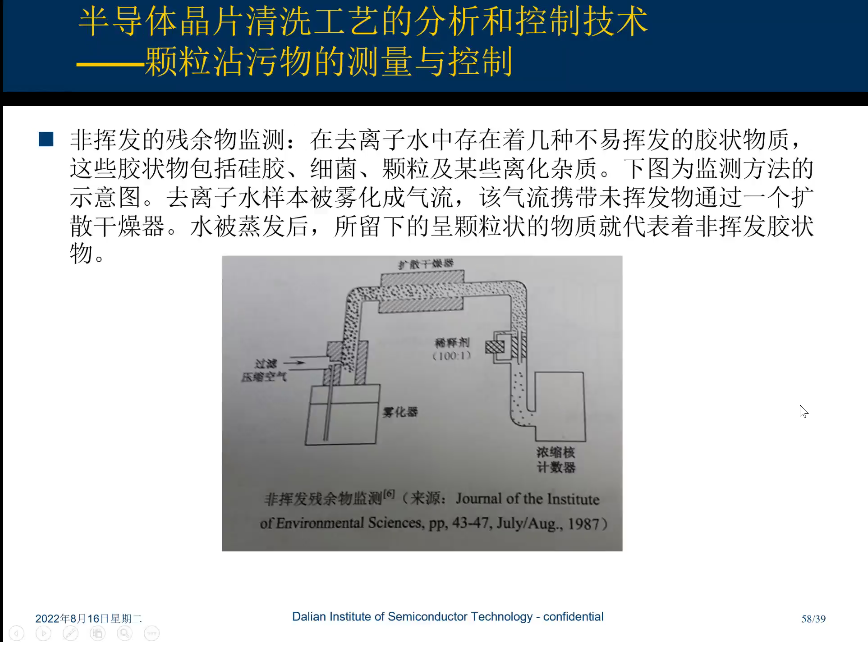 半导体晶片清洗工艺的分析和控制技术
——颗粒沾污物的测量与控制
非挥发的残余物监测：在去离子水中存在着几种不易挥发的胶状物质，
这些胶状物包括硅胶、细菌、颗粒及某些离化杂质。下图为监测方法的
示意图。去离子水样本被雾化成气流，该气流携带未挥发物通过一个扩
散干燥器。水被蒸发后，所留下的呈颗粒状的物质就代表着非挥发胶状
物。
扩散干燥器
稀释剂
（100:1）
过滤
压缩空气
雾化器
浓缩核
计数器
非挥发残余物监测[6]（来源：Journal of the Institute
of Environmental Sciences, pp, 43-47, July/Aug., 1987）
2022年8月16日星期二
Dalian Institute of Semiconductor Technology - confidential
58/39